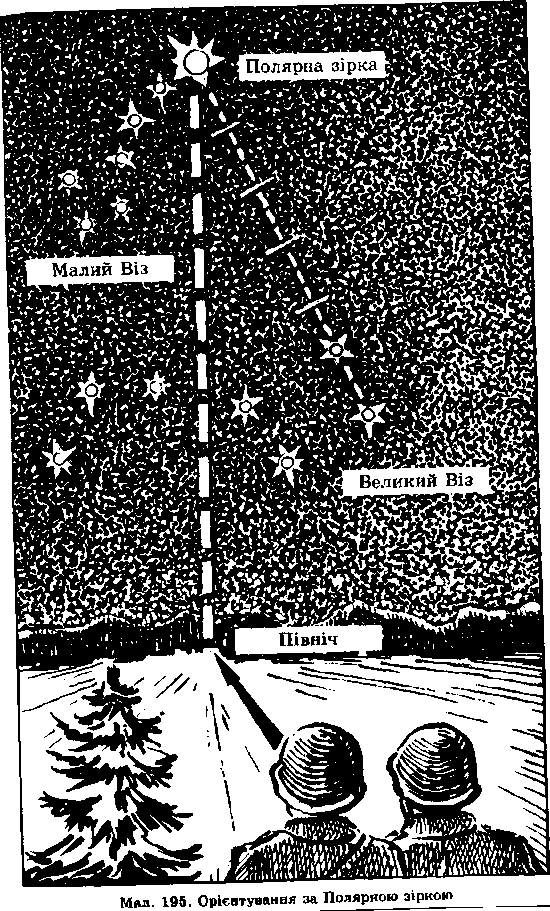 Полярна зірка
Малий Віз
Великий Віз
Північ
Мал. 195. Орієнтування за Полярною зіркою